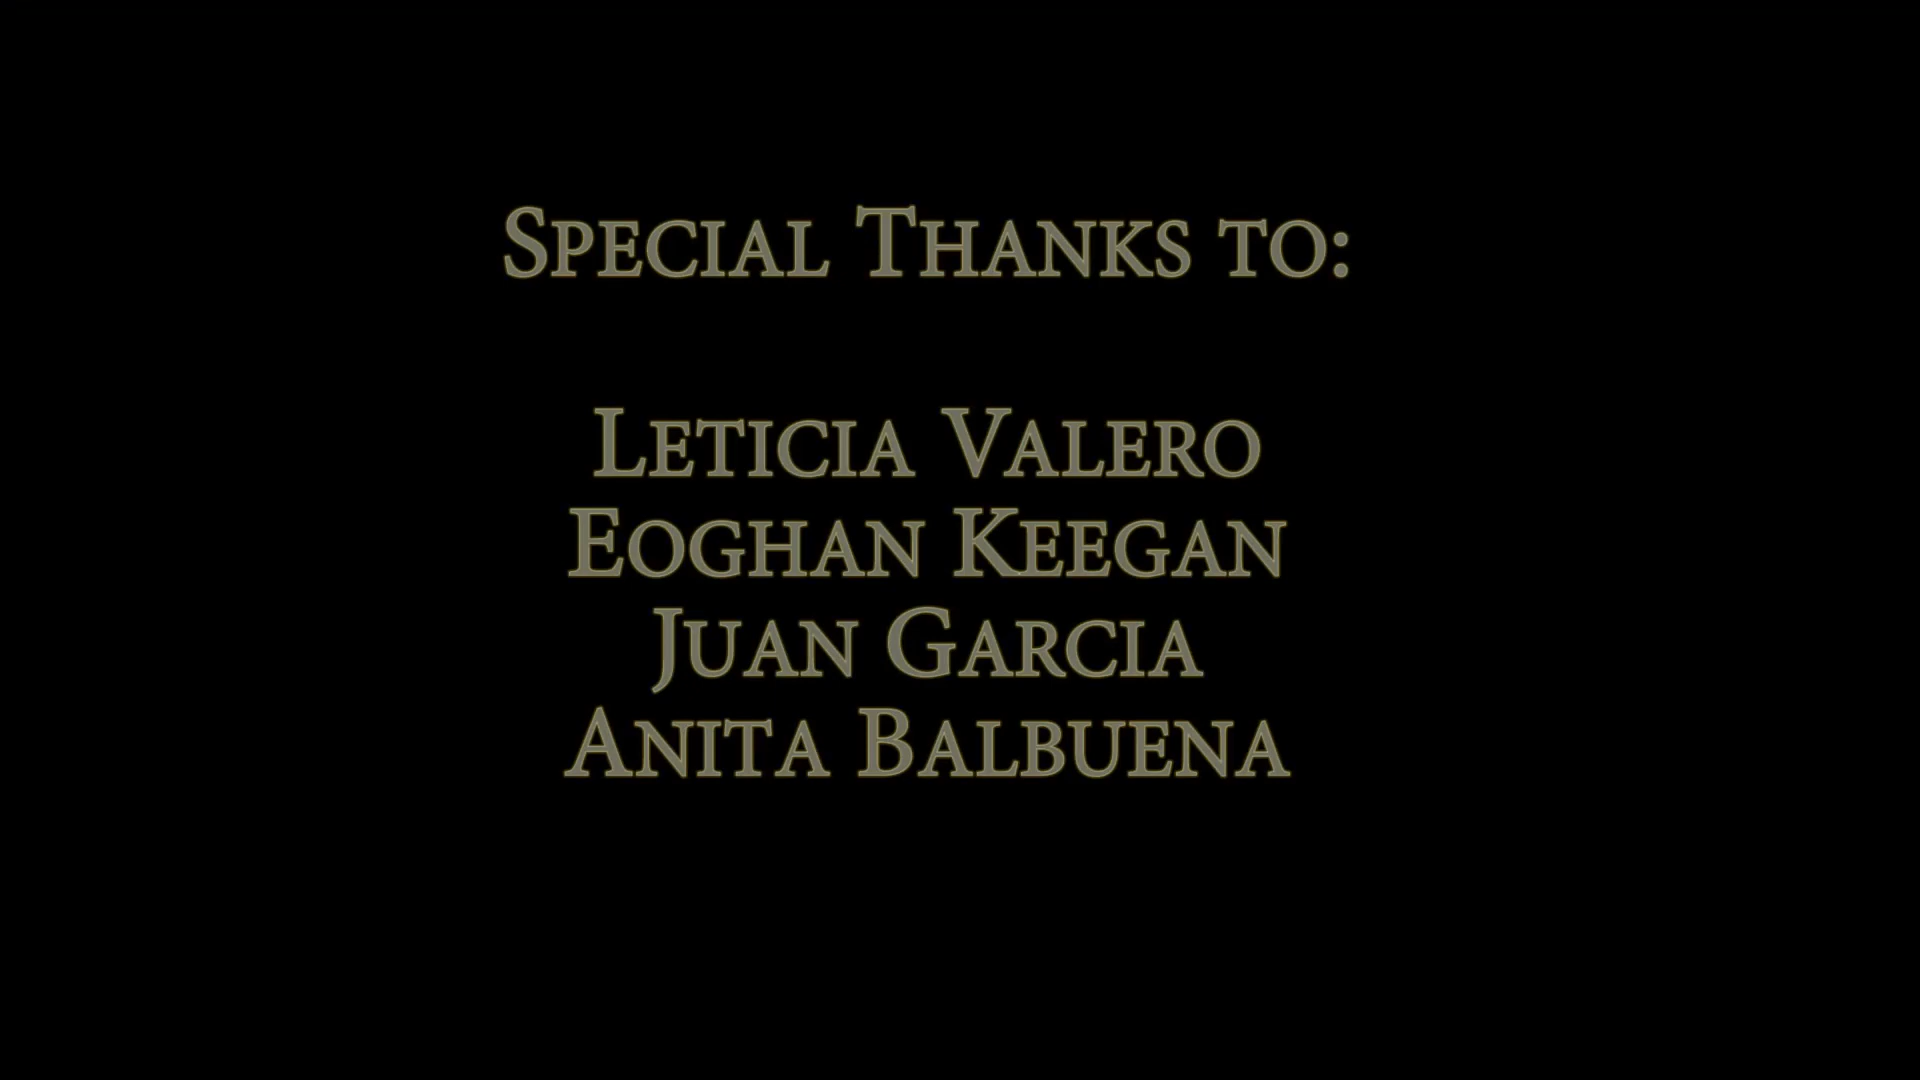 Special Thanks to:
Leticia Valero
Eoghan Keegan
Juan Garcia
Anita Balbuena